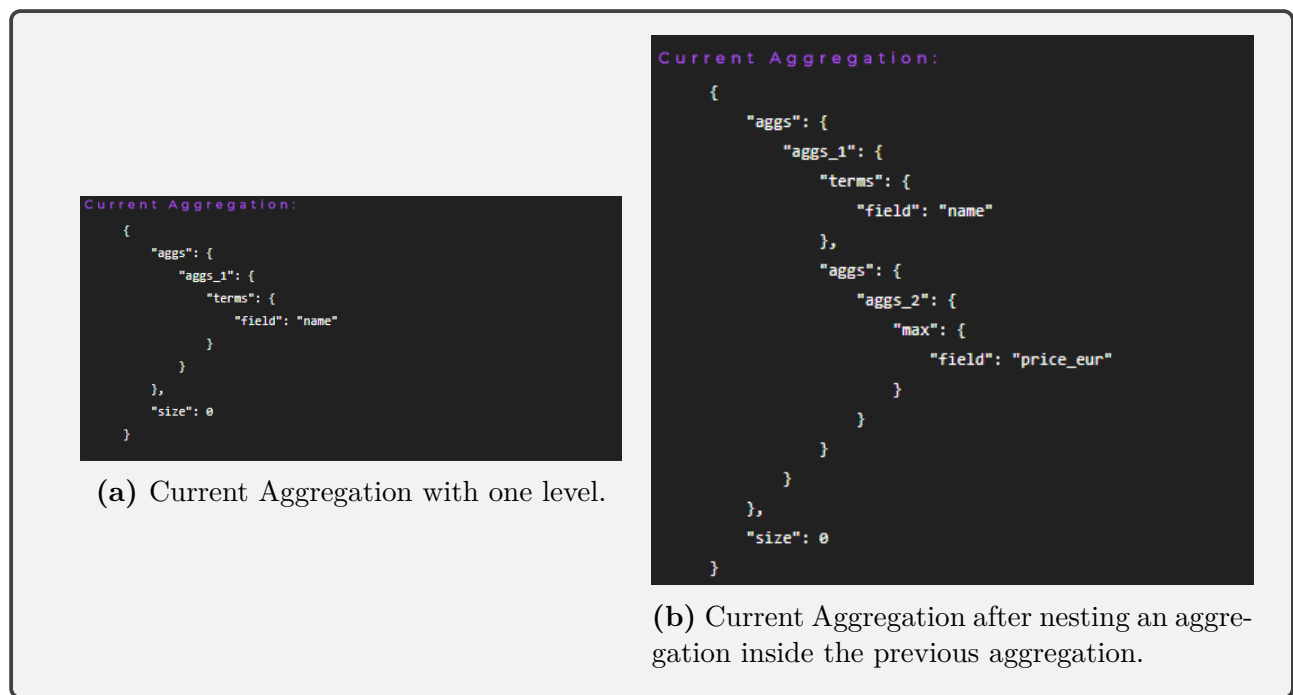 Current Aggregation:
{
"aggs": {
"aggs_1": {
"terms": {
"field": "name"
}
}
},
"size": 0
}
(a) Current Aggregation with one level.
Current Aggregation:
{
"aggs": {
"aggs_1": {
"terms": {
"field": "name"
},
"aggs": {
"aggs_2": {
"max": {
"field": "price_eur"
}
}
}
}
},
"size": 0
}
(b) Current Aggregation after nesting an aggre-
gation inside the previous aggregation.